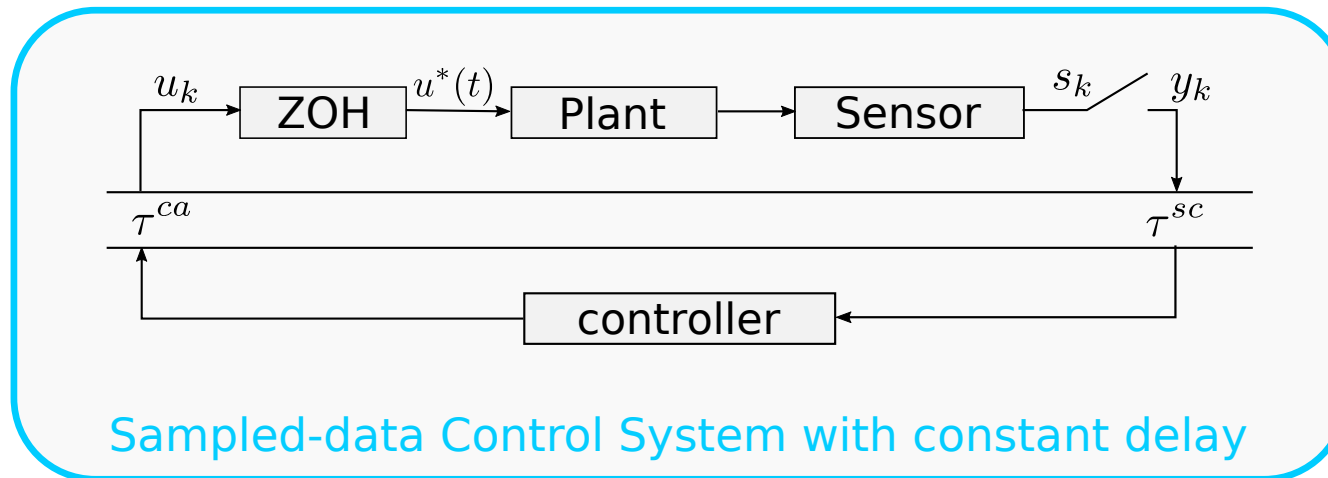 u_k u^*(t) s_k y_k
ZOH Plant Sensor
τ^{ca} τ^{sc}
controller
Sampled-data Control System with constant delay